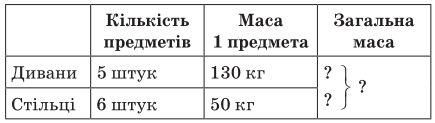 Кількість предметів Маса 1 предмета Загальна маса
Дивани 5 штук 130 кг ?
Стільці 6 штук 50 кг ? ?